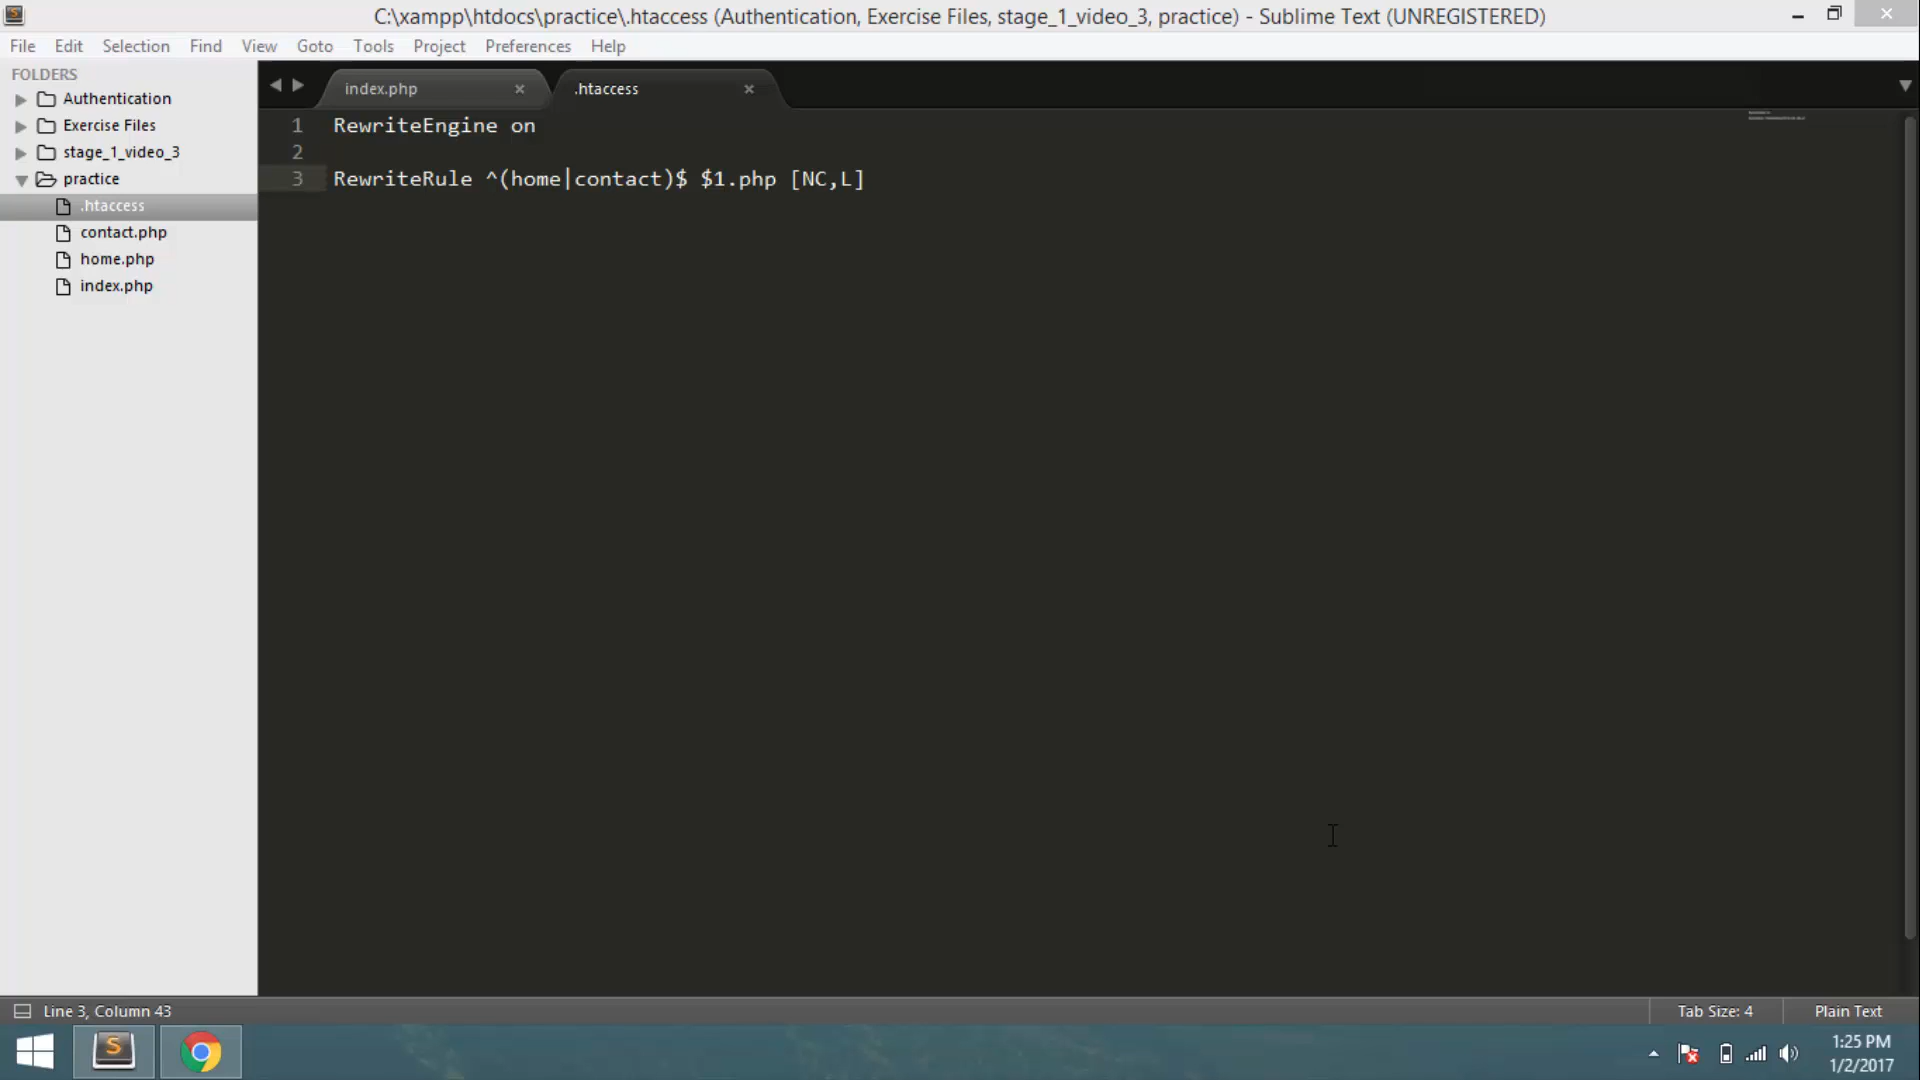 C:\xampp\htdocs\practice\.htaccess (Authentication, Exercise Files, stage_1_video_3, practice) - Sublime Text (UNREGISTERED)
File Edit Selection Find View Goto Tools Project Preferences Help
FOLDERS
Authentication
Exercise Files
stage_1_video_3
practice
.htaccess
contact.php
home.php
index.php
index.php
.htaccess
1 RewriteEngine on
2
3 RewriteRule ^(home|contact)$ $1.php [NC,L]
Line 3, Column 43
Tab Size: 4
Plain Text
1:25 PM
1/2/2017